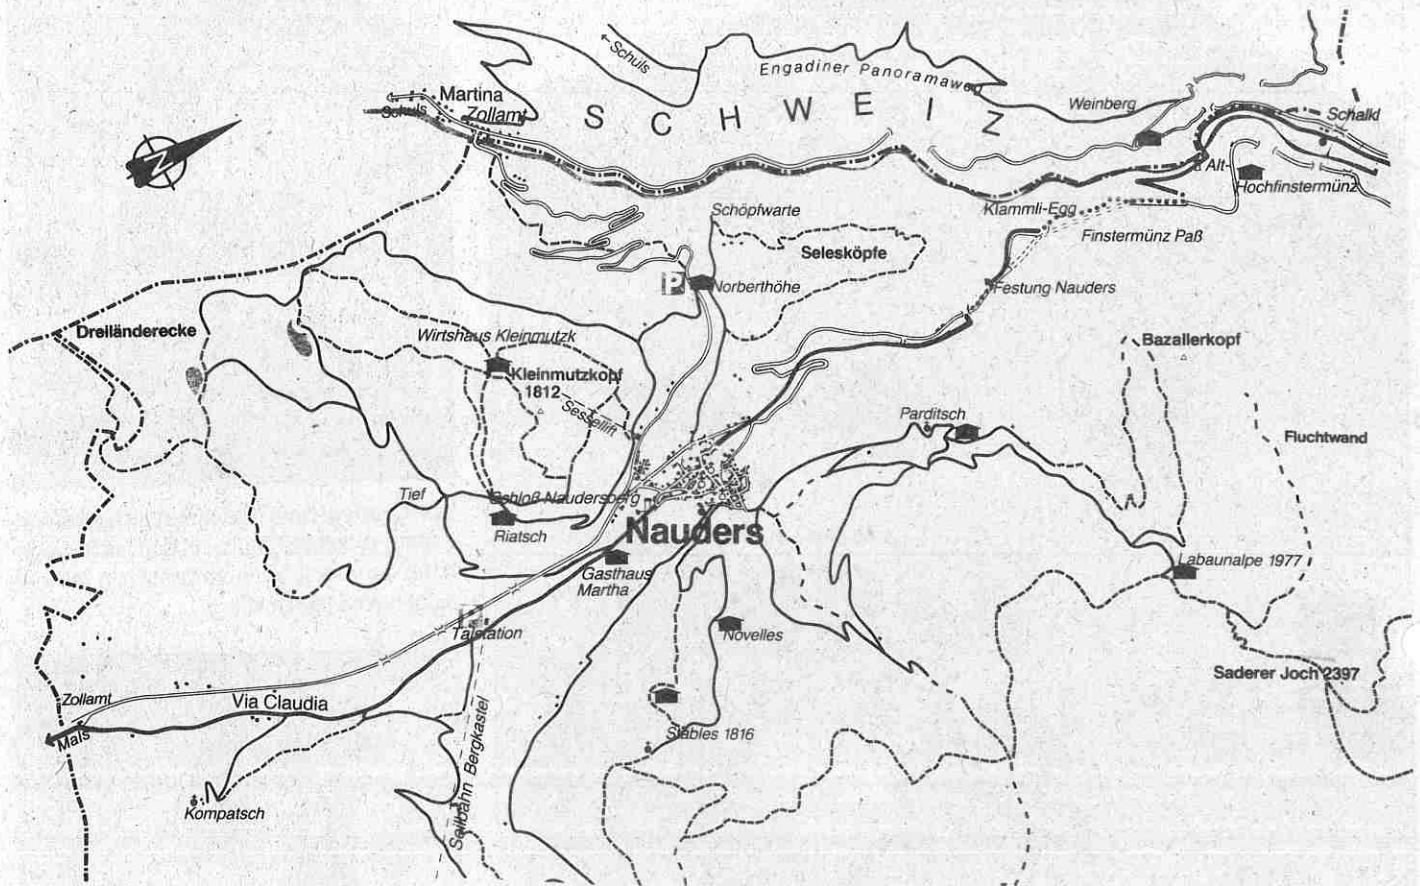 ← Schuls
Engadiner Panoramaweg
Martina
Zollamt
Schuls
SCHWEIZ
Weinberg
Schalkl
Alt-
Hochfinstermünz
N
Schöpfwarte
Klammli-Egg
Finstermünz Paß
Selesköpfe
P
Norberthöhe
Festung Nauders
Dreiländerecke
Wirtshaus Kleinmutzk
Kleinmutzkopf
1812
Sessellift
Bazallerkopf
Parditsch
Fluchtwand
Tief
Schloß Naudersberg
Riatsch
Nauders
Gasthaus
Martha
Labaunalpe 1977
Talstation
Novelles
Saderer Joch 2397
Zollamt
Via Claudia
Mals
Stables 1816
Seilbahn Bergkastel
Kompatsch